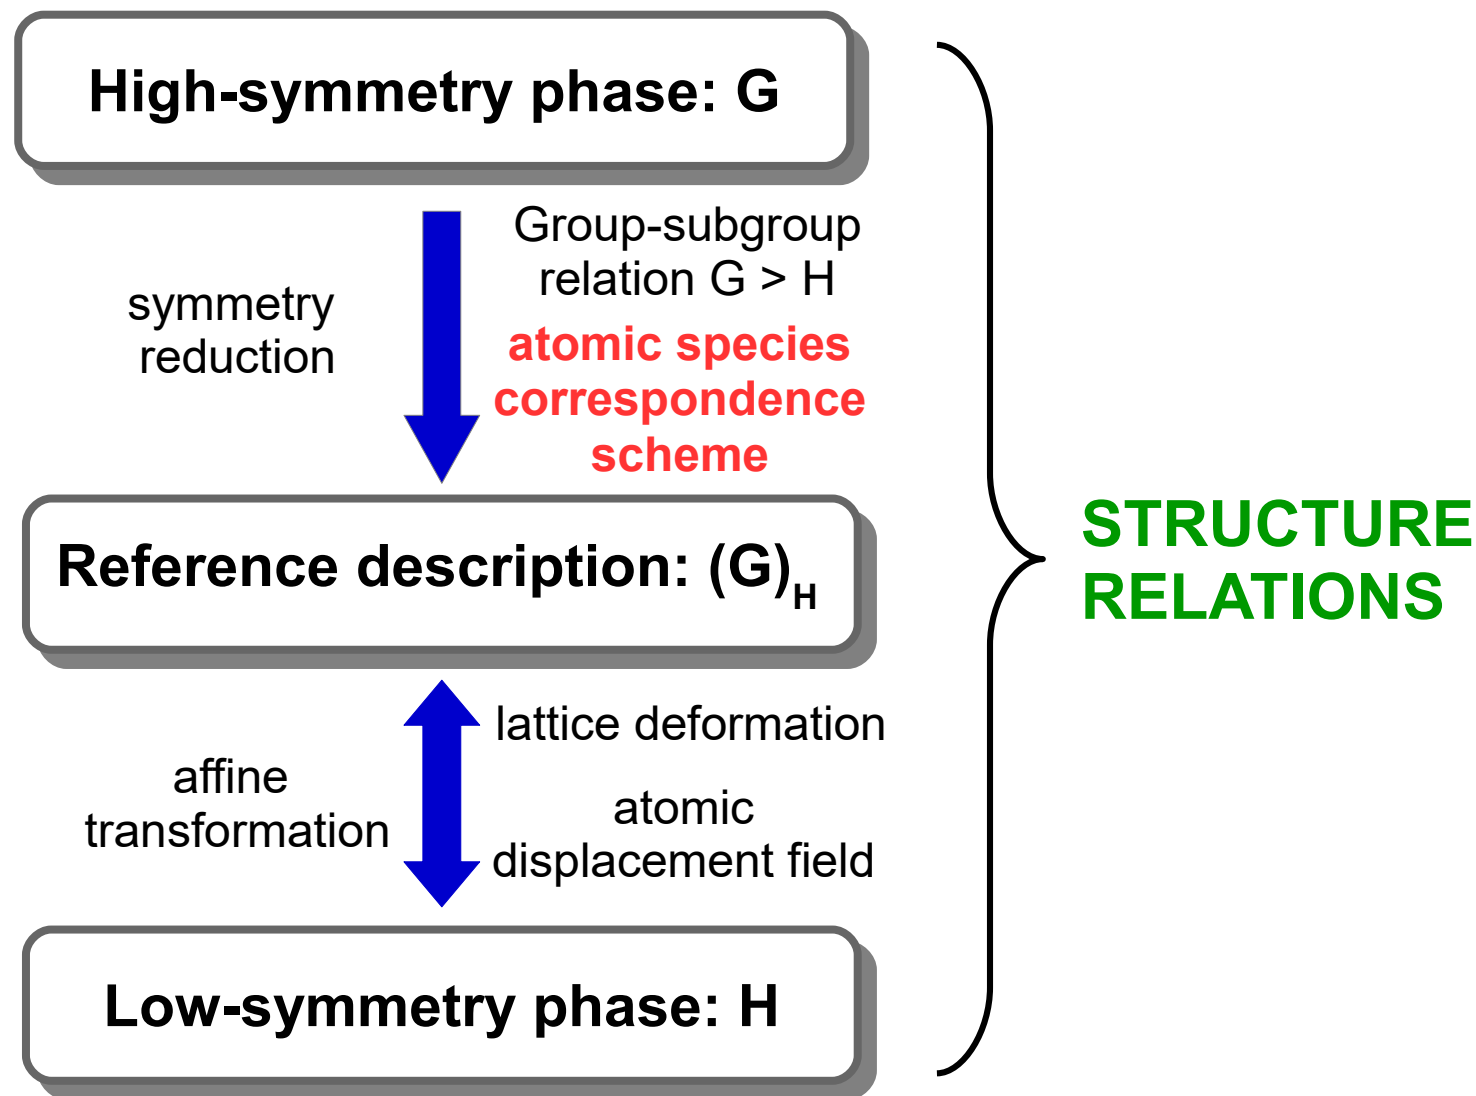 High-symmetry phase: G
symmetry
reduction
Group-subgroup
relation G > H
atomic species
correspondence
scheme
Reference description: (G)H
affine
transformation
lattice deformation
atomic
displacement field
Low-symmetry phase: H
STRUCTURE
RELATIONS